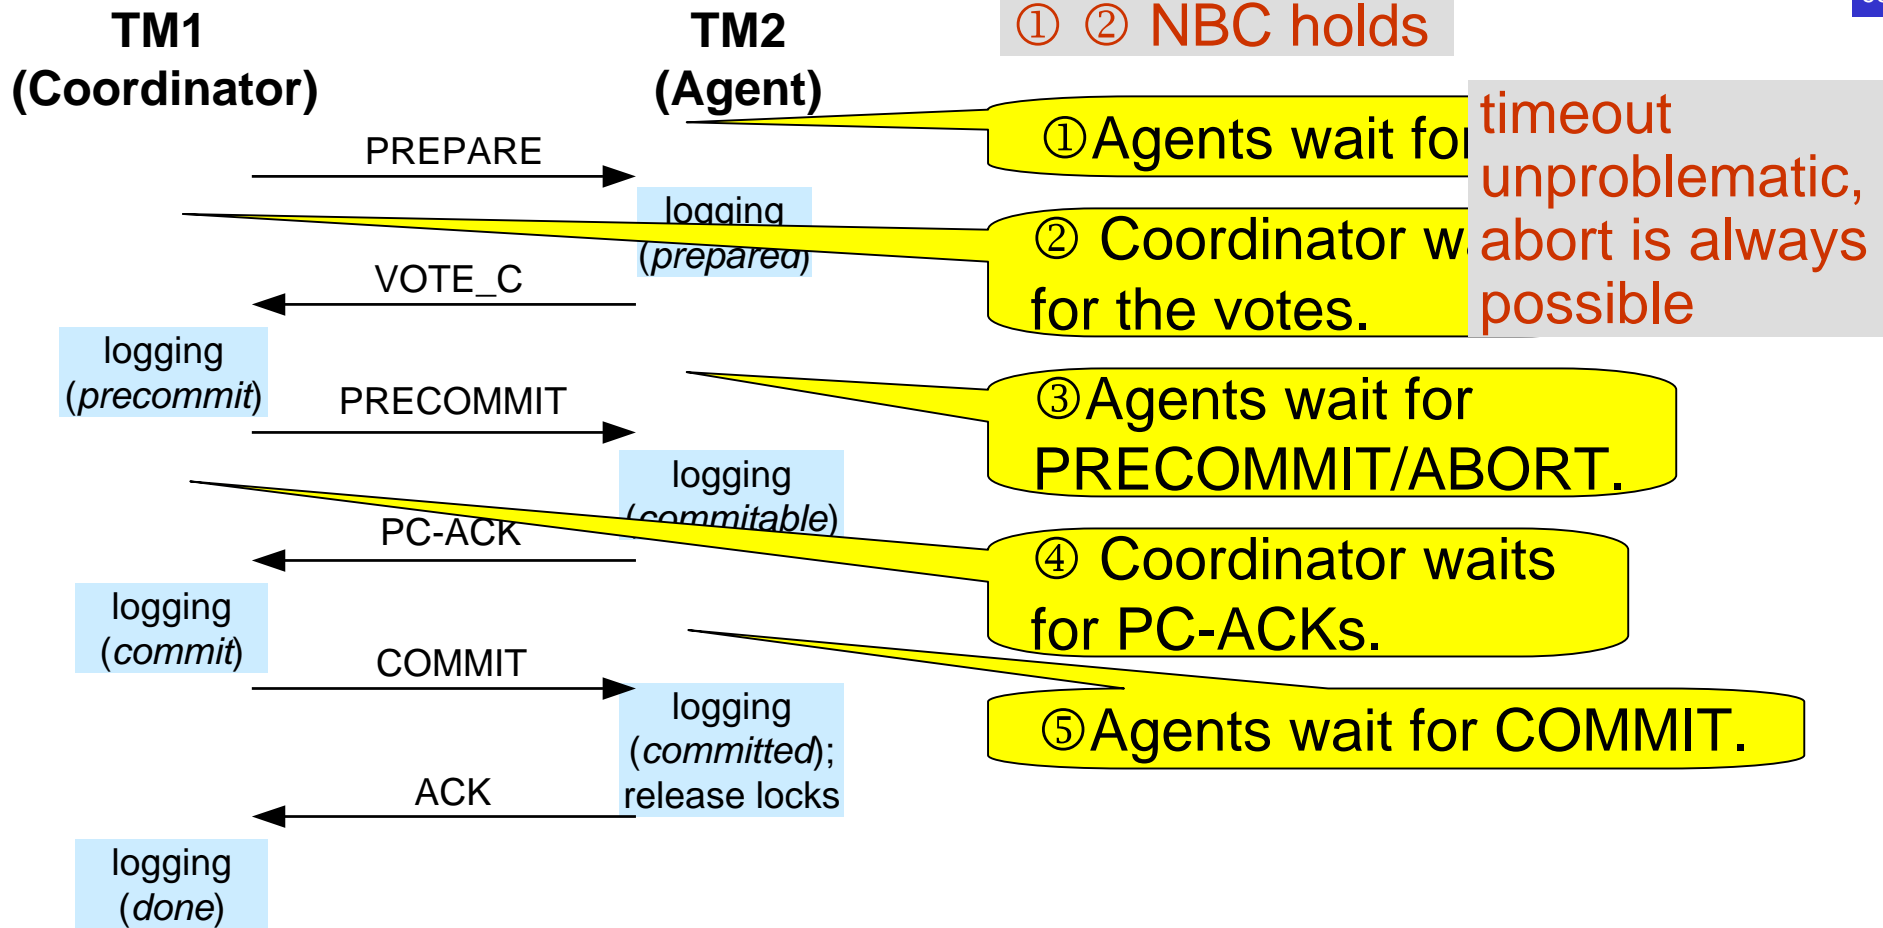 TM1
(Coordinator)
TM2
(Agent)
① ② NBC holds
PREPARE
logging
(prepared)
VOTE_C
logging
(precommit)
PRECOMMIT
logging
(commitable)
PC-ACK
logging
(commit)
COMMIT
logging
(committed);
release locks
ACK
logging
(done)
①Agents wait for
② Coordinator
for the votes.
timeout
unproblematic,
abort is always
possible
③Agents wait for
PRECOMMIT/ABORT.
④ Coordinator waits
for PC-ACKs.
⑤Agents wait for COMMIT.